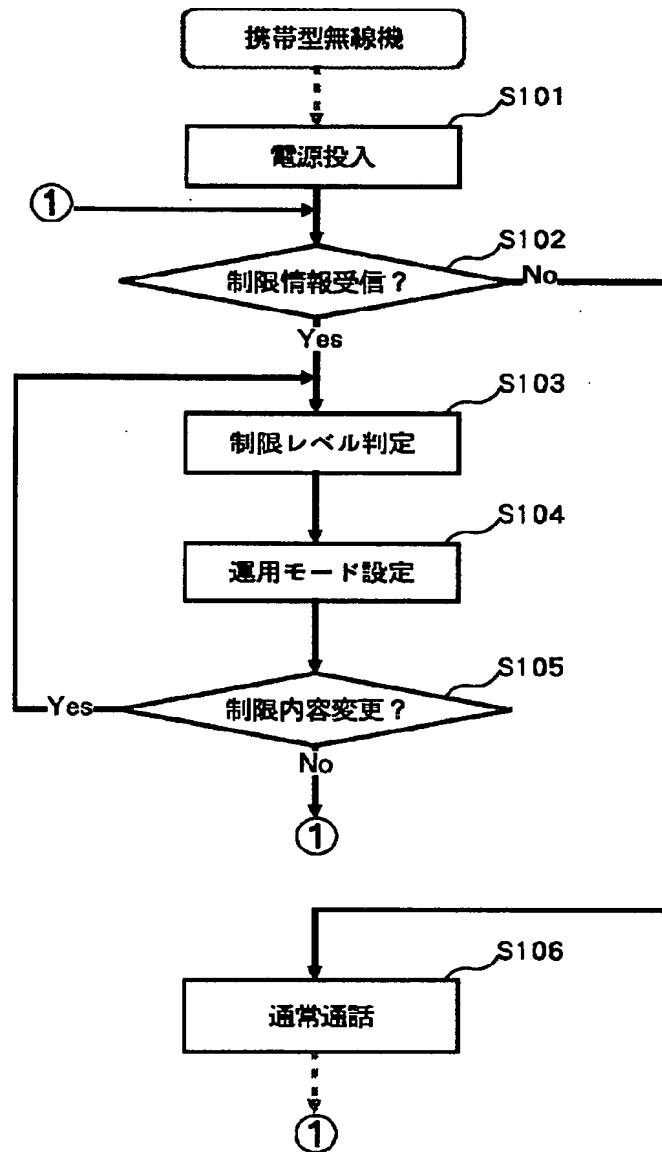 携帯型無線機
S101
電源投入
①
S102
制限情報受信？
No
Yes
S103
制限レベル判定
S104
運用モード設定
S105
制限内容変更？
Yes
No
①
S106
通常通話
①